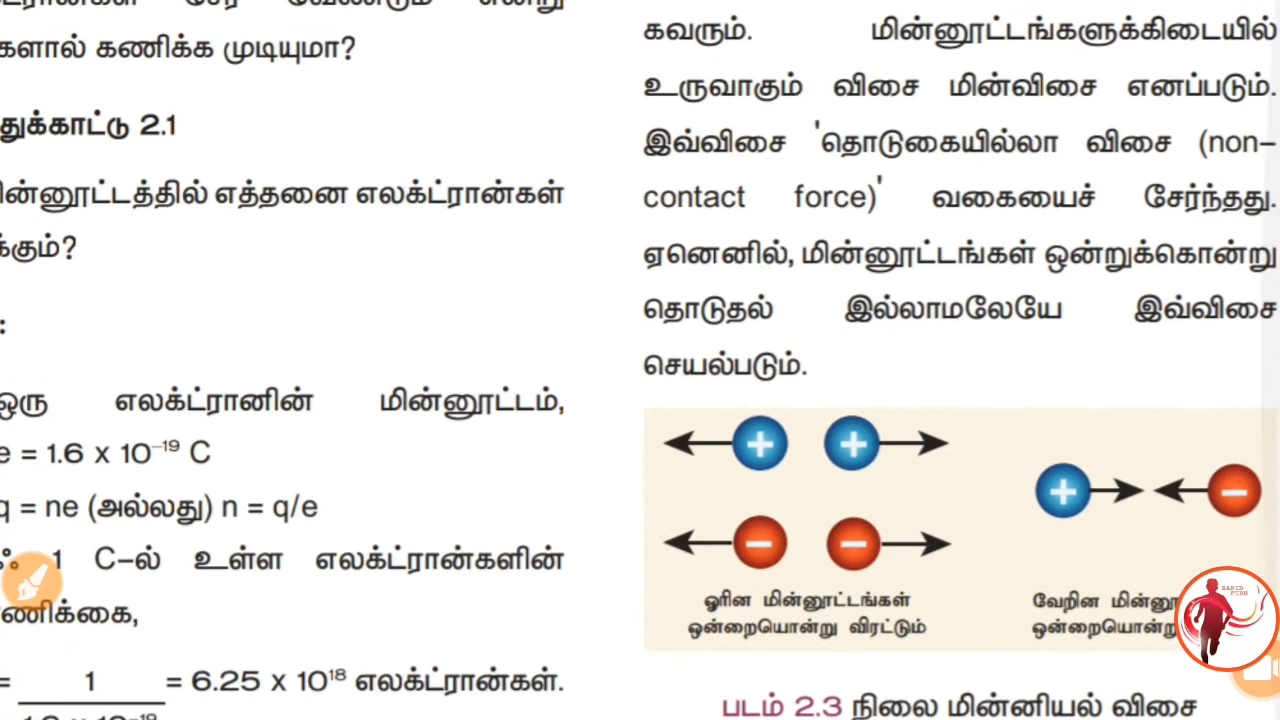 களால் கணிக்க முடியுமா?
துக்காட்டு 2.1
மின்னூட்டத்தில் எத்தனை எலக்ட்ரான்கள்
க்கும்?
:
ஒரு எலக்ட்ரானின் மின்னூட்டம்,
e = 1.6 x 10⁻¹⁹ C
q = ne (அல்லது) n = q/e
1 C–ல் உள்ள எலக்ட்ரான்களின்
ணிக்கை,
= 1 = 6.25 x 10¹⁸ எலக்ட்ரான்கள்.
கவரும். மின்னூட்டங்களுக்கிடையில்
உருவாகும் விசை மின்விசை எனப்படும்.
இவ்விசை 'தொடுகையில்லா விசை (non–
contact force)' வகையைச் சேர்ந்தது.
ஏனெனில், மின்னூட்டங்கள் ஒன்றுக்கொன்று
தொடுதல் இல்லாமலேயே இவ்விசை
செயல்படும்.
+ +
+ −
− −
ஓரின மின்னூட்டங்கள்
ஒன்றையொன்று விரட்டும்
வேறின மின்னூ
ஒன்றையொன்று
RAPID
படம் 2.3 நிலை மின்னியல் விசை